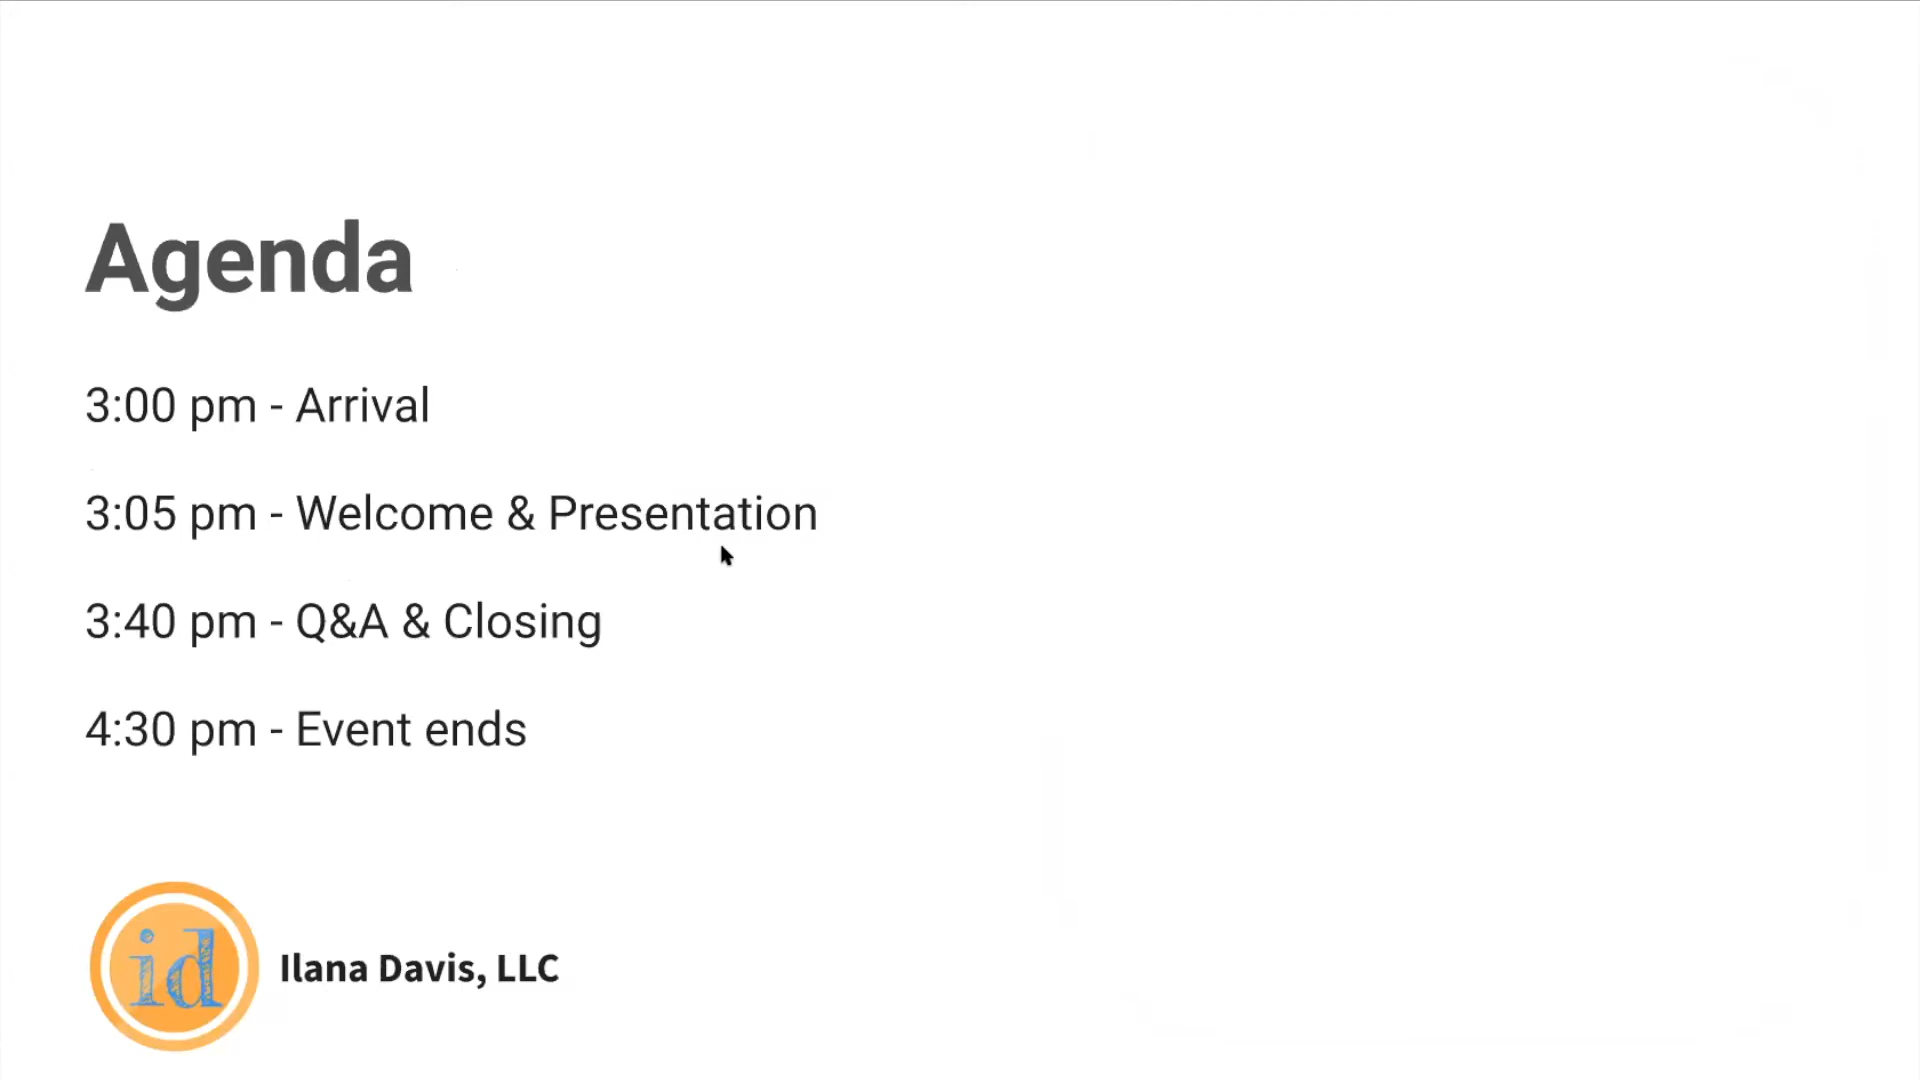 Agenda
3:00 pm - Arrival
3:05 pm - Welcome & Presentation
3:40 pm - Q&A & Closing
4:30 pm - Event ends
id
Ilana Davis, LLC